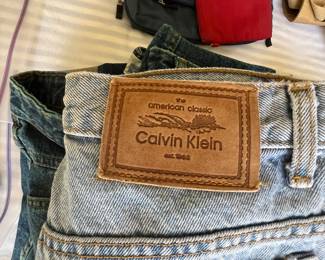 the
american classic
Calvin Klein
est. 1968